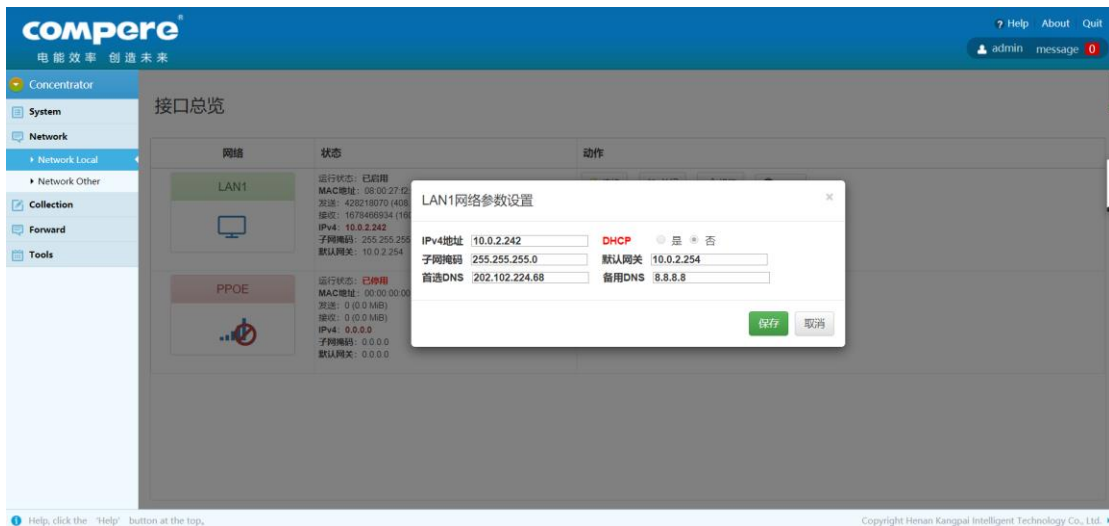 compere®
电能效率 创造未来
? Help About Quit
admin message 0
Concentrator
System
Network
Network Local
Network Other
Collection
Forward
Tools
接口总览
网络 状态 动作
LAN1
运行状态：已启用
MAC地址：08:00:27:f2:
发送：428218070 (408.
接收：1678466934 (160
IPv4：10.0.2.242
子网掩码：255.255.255
默认网关：10.0.2.254
PPOE
运行状态：已停用
MAC地址：00:00:00:00
发送：0 (0.0 MiB)
接收：0 (0.0 MiB)
IPv4：0.0.0.0
子网掩码：0.0.0.0
默认网关：0.0.0.0
LAN1网络参数设置 ×
IPv4地址 10.0.2.242 DHCP 是 否
子网掩码 255.255.255.0 默认网关 10.0.2.254
首选DNS 202.102.224.68 备用DNS 8.8.8.8
保存 取消
Help, click the 'Help' button at the top。
Copyright Henan Kangpai Intelligent Technology Co., Ltd.